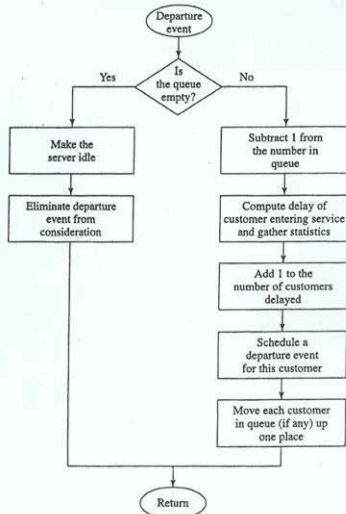 Departure
event
Is
the queue
empty?
Yes
No
Make the
server idle
Eliminate departure
event from
consideration
Subtract 1 from
the number in
queue
Compute delay of
customer entering service
and gather statistics
Add 1 to the
number of customers
delayed
Schedule a
departure event
for this customer
Move each customer
in queue (if any) up
one place
Return